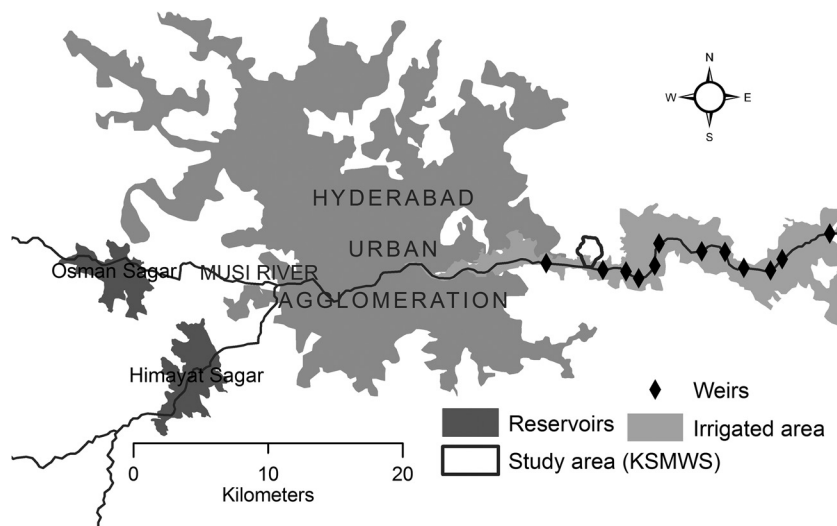 N
W E
S
HYDERABAD
URBAN
Osman Sagar MUSI RIVER
AGGLOMERATION
Himayat Sagar
Weirs
Reservoirs Irrigated area
Study area (KSMWS)
0 10 20
Kilometers